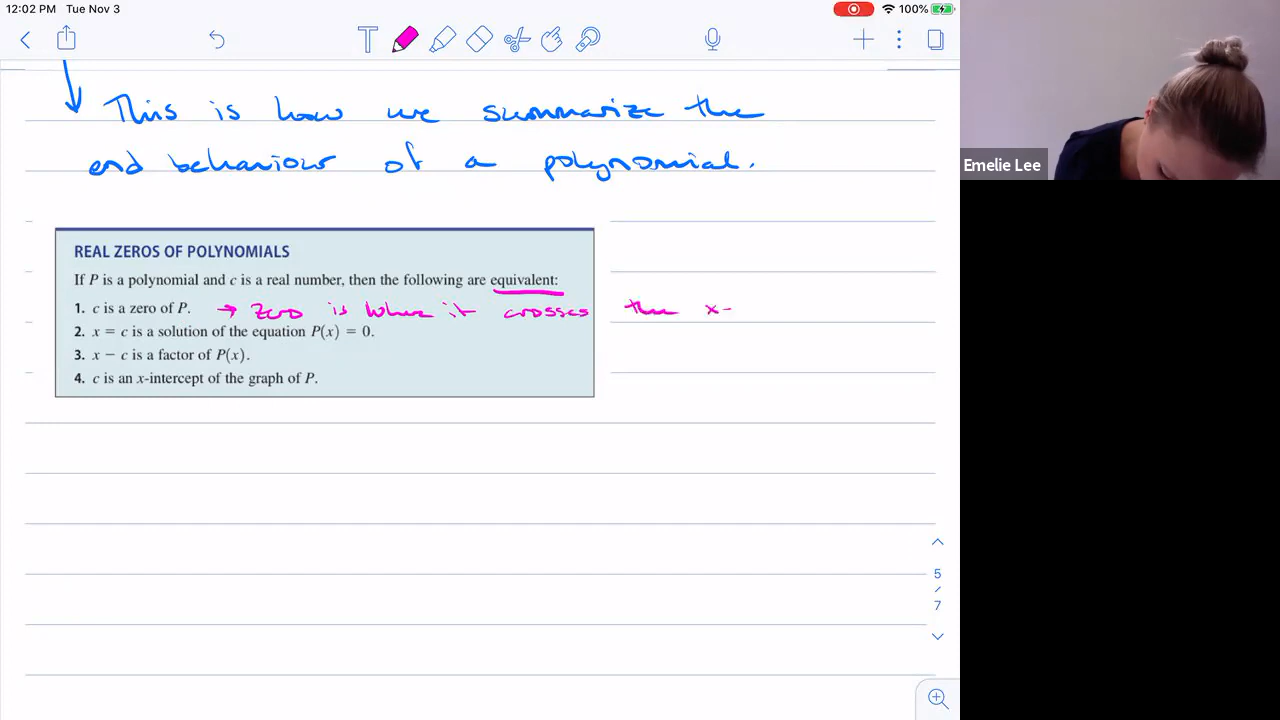 12:02 PM Tue Nov 3
100%
This is how we summarize the
end behaviour of a polynomial.
Emelie Lee
REAL ZEROS OF POLYNOMIALS
If P is a polynomial and c is a real number, then the following are equivalent:
1. c is a zero of P. → Zero is where it crosses the x-
2. x = c is a solution of the equation P(x) = 0.
3. x − c is a factor of P(x).
4. c is an x-intercept of the graph of P.
5
/
7